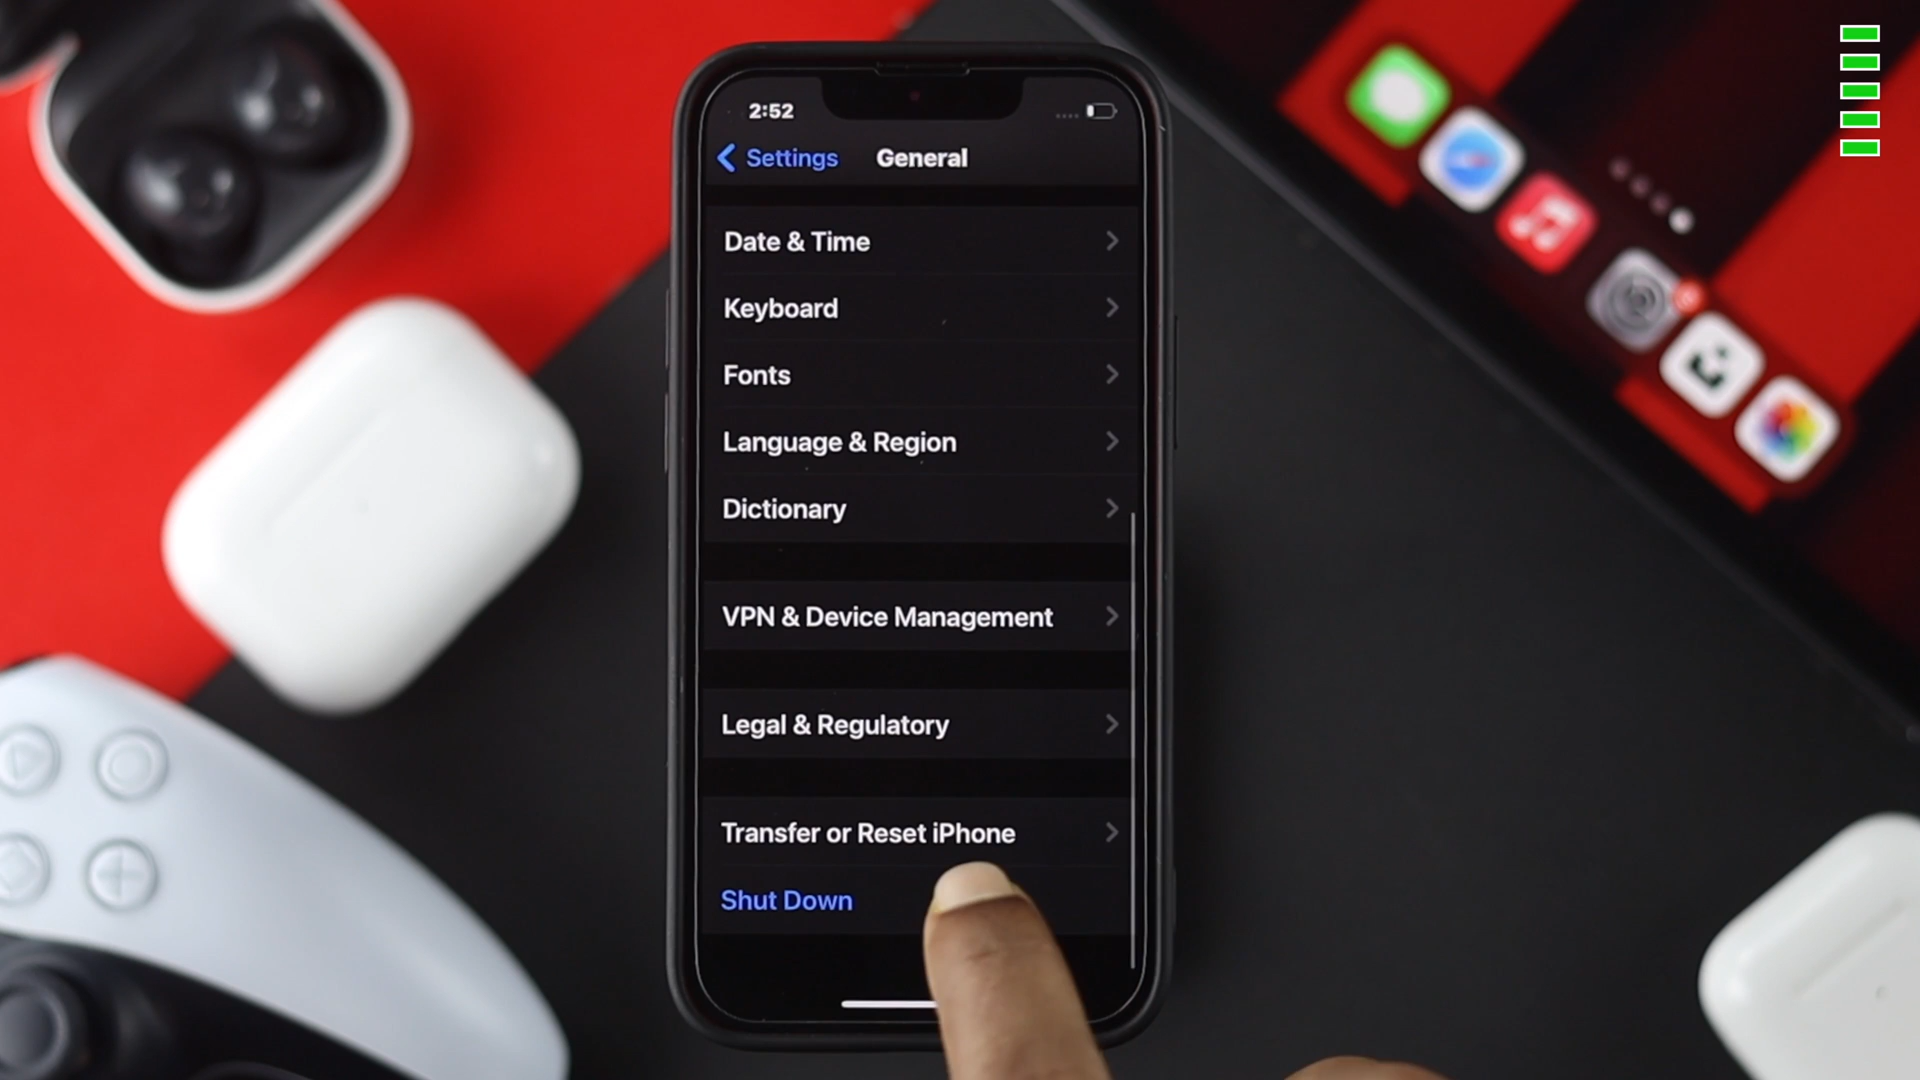 2:52
Settings
General
Date & Time
Keyboard
Fonts
Language & Region
Dictionary
VPN & Device Management
Legal & Regulatory
Transfer or Reset iPhone
Shut Down